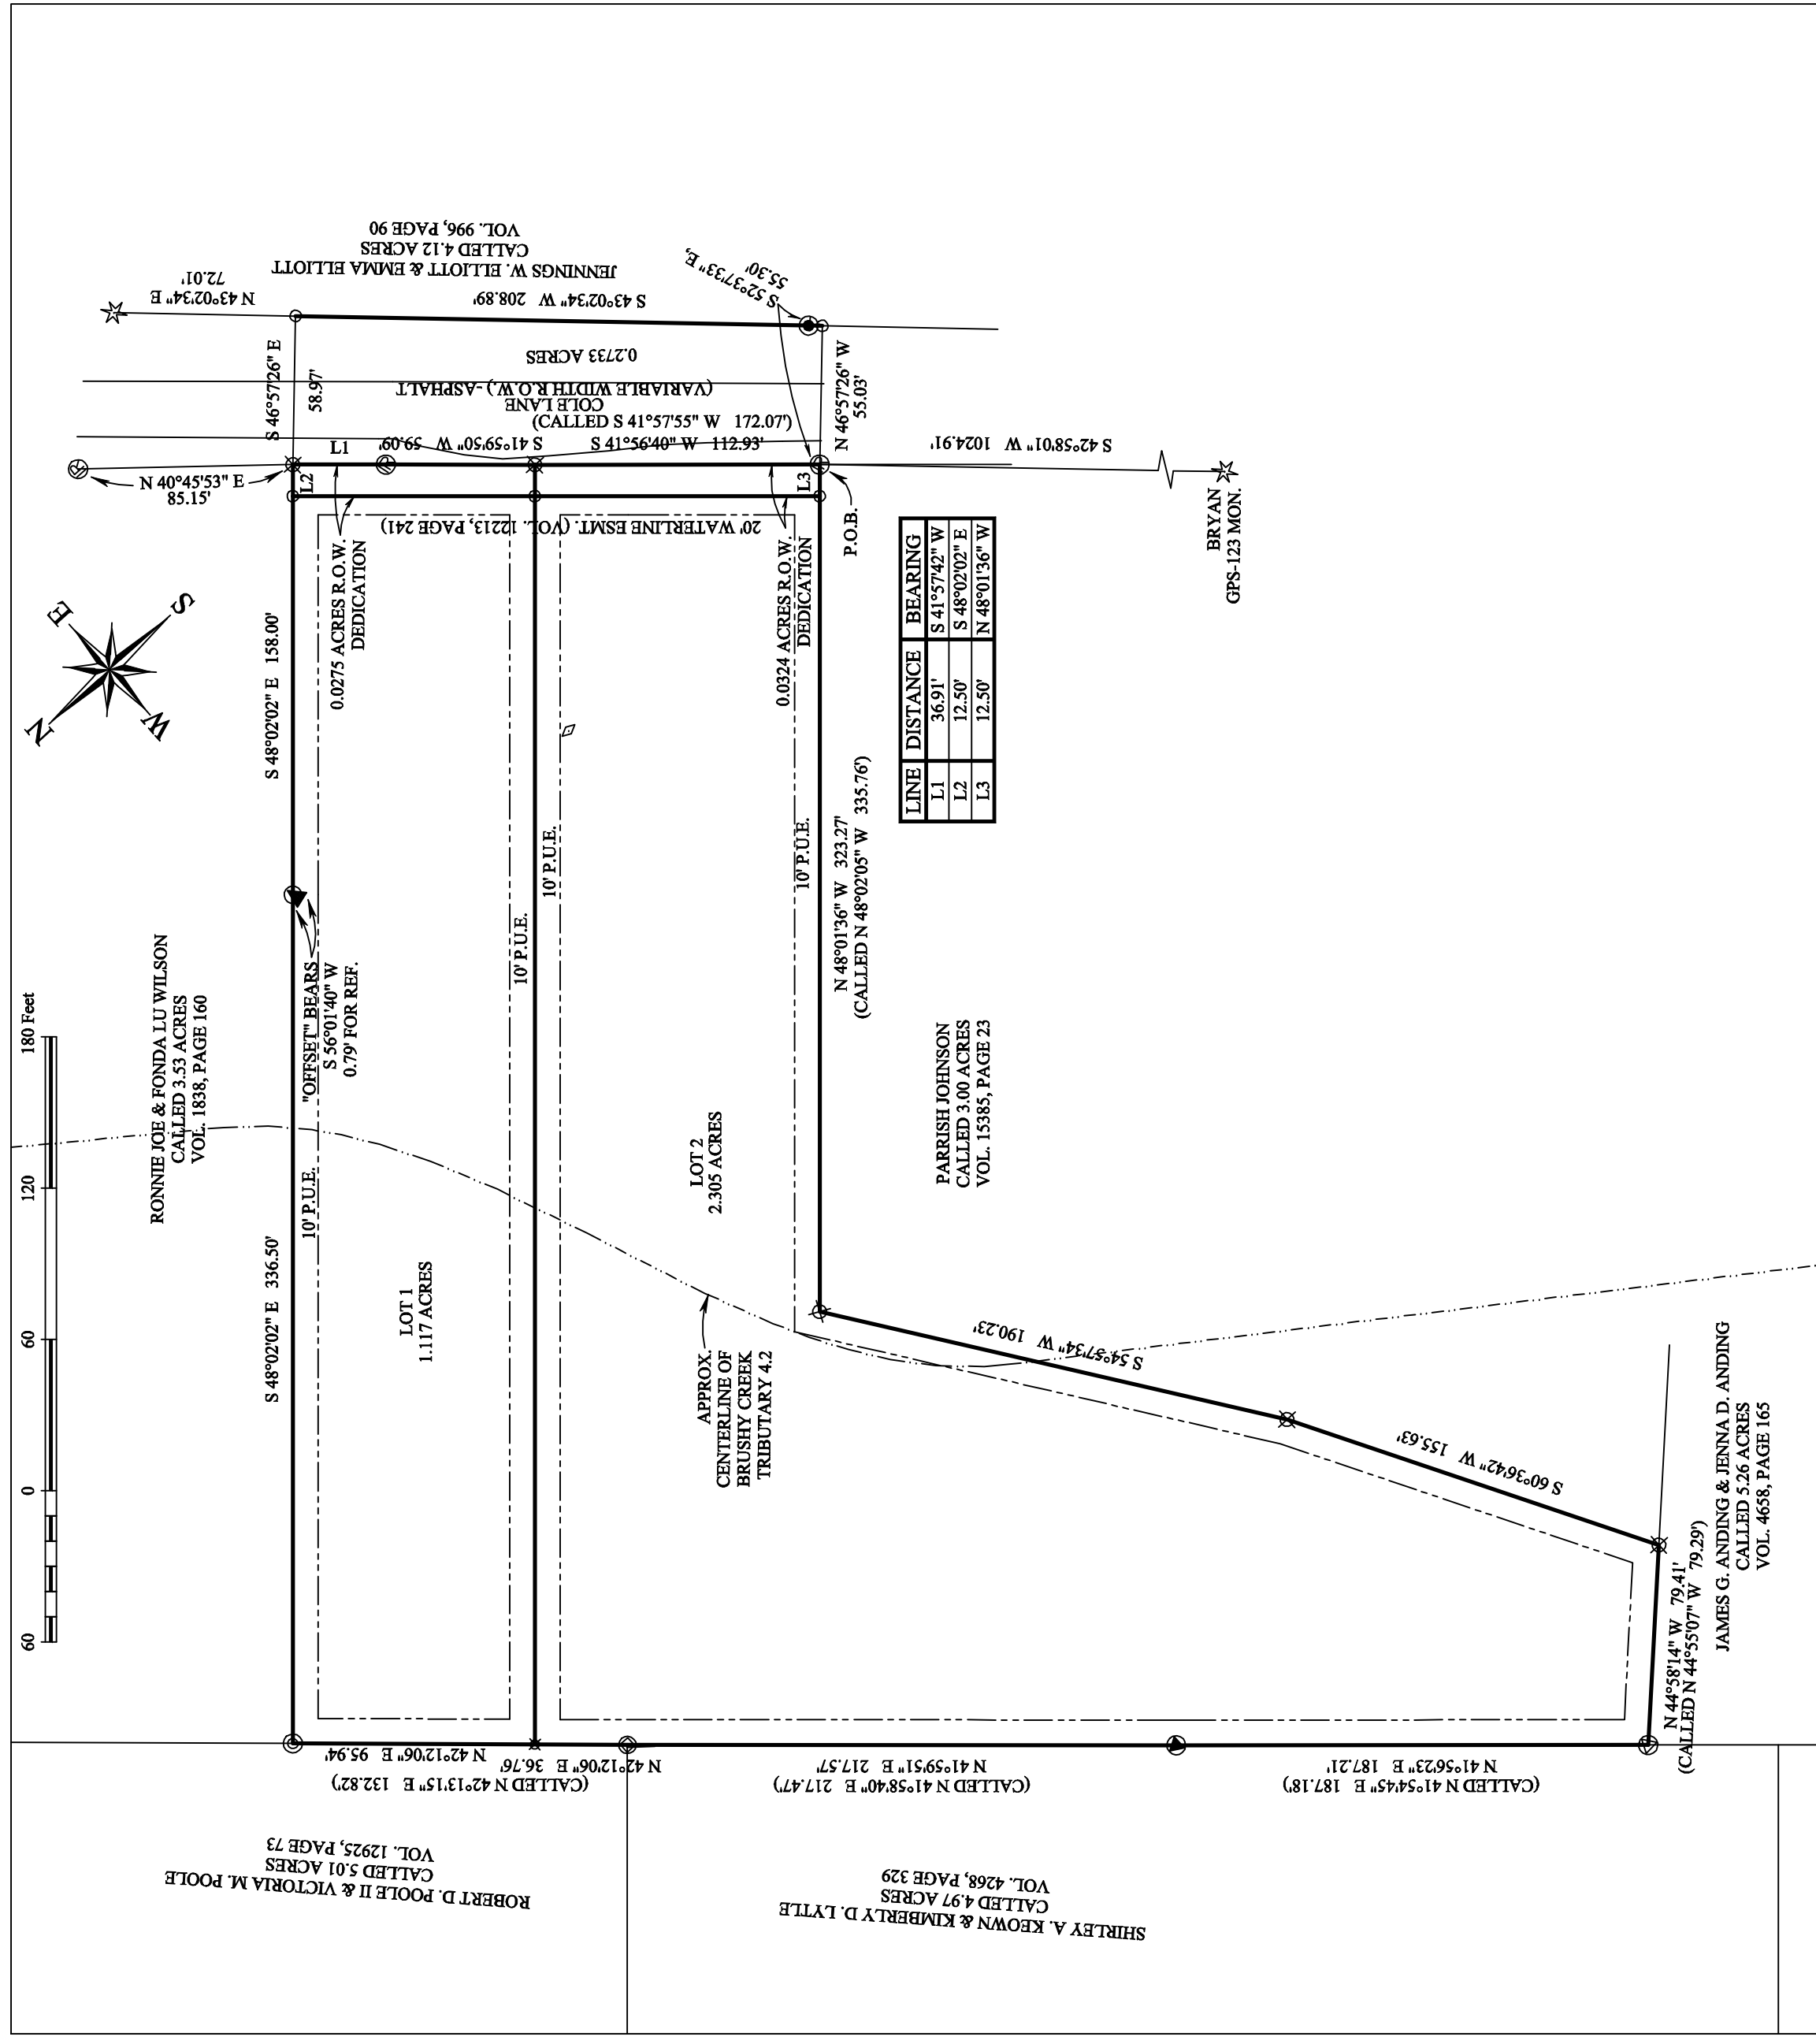 JENNINGS W. ELLIOTT & EMMA ELLIOTT
CALLED 4.12 ACRES
VOL. 996, PAGE 90
N 43°02'34" E
72.01'
S 43°02'34" W 208.89'
S 52°37'33" E,
55.30'
S 46°57'26" E
58.97'
0.2733 ACRES
COLE LANE
(VARIABLE WIDTH R.O.W.) -ASPHALT
(CALLED S 41°57'55" W 172.07')
N 46°57'26" W
55.03'
L1
S 41°59'50" W 59.09'
S 41°56'40" W 112.93'
S 42°58'01" W 1024.91'
N 40°45'53" E
85.15'
L2
L3
20' WATERLINE ESMT. (VOL. 12213, PAGE 241)
P.O.B.
BRYAN
GPS-123 MON.
0.0275 ACRES R.O.W.
DEDICATION
0.0324 ACRES R.O.W.
DEDICATION
N
E
S
W
LINE DISTANCE BEARING
L1 36.91' S 41°57'42" W
L2 12.50' S 48°02'02" E
L3 12.50' N 48°01'36" W
S 48°02'02" E 158.00'
10' P.U.E.
10' P.U.E.
10' P.U.E.
10' P.U.E.
N 48°01'36" W 323.27'
(CALLED N 48°02'05" W 335.76')
"OFFSET" BEARS
S 56°01'40" W
0.79' FOR REF.
RONNIE JOE & FONDA LU WILSON
CALLED 3.53 ACRES
VOL. 1838, PAGE 160
60 0 60 120 180 Feet
PARRISH JOHNSON
CALLED 3.00 ACRES
VOL. 15385, PAGE 23
LOT 2
2.305 ACRES
S 48°02'02" E 336.50'
LOT 1
1.117 ACRES
APPROX.
CENTERLINE OF
BRUSHY CREEK
TRIBUTARY 4.2
S 54°57'34" W 190.23'
S 60°36'42" W 155.63'
N 44°58'14" W 79.41'
(CALLED N 44°55'07" W 79.29')
JAMES G. ANDING & JENNA D. ANDING
CALLED 5.26 ACRES
VOL. 4658, PAGE 165
N 42°12'06" E 95.94'
N 42°12'06" E 36.76'
(CALLED N 42°13'15" E 132.82')
N 41°59'51" E 217.57'
(CALLED N 41°58'40" E 217.47')
N 41°56'23" E 187.21'
(CALLED N 41°54'45" E 187.18')
ROBERT D. POOLE II & VICTORIA M. POOLE
CALLED 5.01 ACRES
VOL. 12925, PAGE 73
SHIRLEY A. KEOWN & KIMBERLY D. LYTLE
CALLED 4.97 ACRES
VOL. 4268, PAGE 329